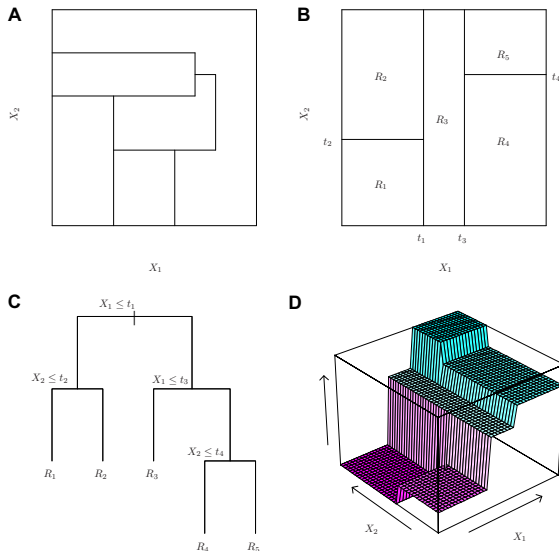 A
X₂
X₁
B
X₂
R₂
R₅
t₄
R₃
t₂
R₄
R₁
t₁
t₃
X₁
C
X₁ ≤ t₁
X₂ ≤ t₂
X₁ ≤ t₃
X₂ ≤ t₄
R₁
R₂
R₃
R₄
R₅
D
X₂
X₁